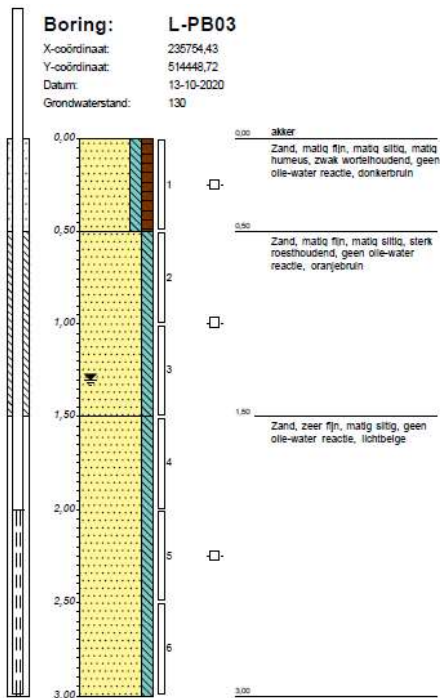 Boring: L-PB03
X-coördinaat: 235754,43
Y-coördinaat: 514448,72
Datum: 13-10-2020
Grondwaterstand: 130
0,00
0,50
1,00
1,50
2,00
2,50
3,00
1
2
3
4
5
6
0,00 akker
Zand, matig fijn, matig siltig, matig
humeus, zwak wortelhoudend, geen
olie-water reactie, donkerbruin
0,50
Zand, matig fijn, matig siltig, sterk
roesthoudend, geen olie-water
reactie, oranjebruin
1,50
Zand, zeer fijn, matig siltig, geen
olie-water reactie, lichtbeige
3,00